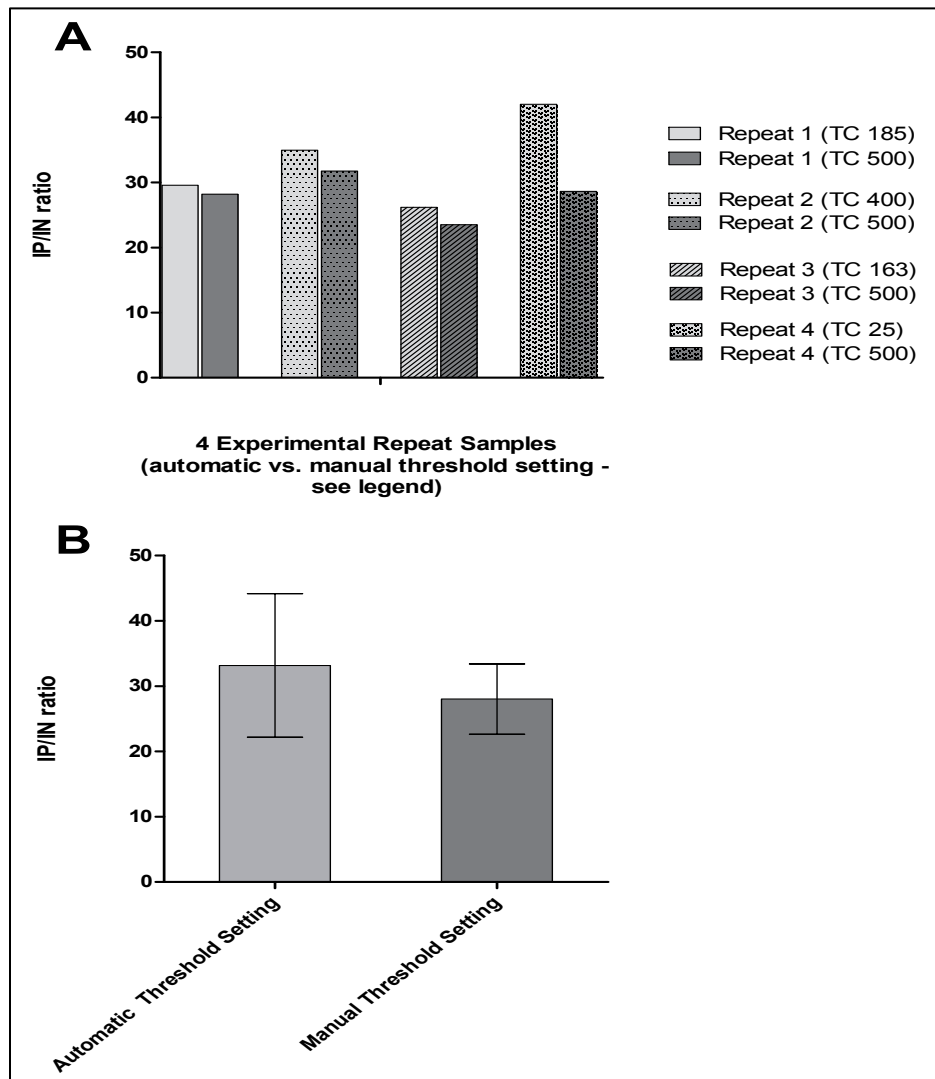 A
50
40
30
20
10
0
IP/IN ratio
Repeat 1 (TC 185)
Repeat 1 (TC 500)
Repeat 2 (TC 400)
Repeat 2 (TC 500)
Repeat 3 (TC 163)
Repeat 3 (TC 500)
Repeat 4 (TC 25)
Repeat 4 (TC 500)
4 Experimental Repeat Samples
(automatic vs. manual threshold setting -
see legend)
B
50
40
30
20
10
0
IP/IN ratio
Automatic Threshold Setting
Manual Threshold Setting